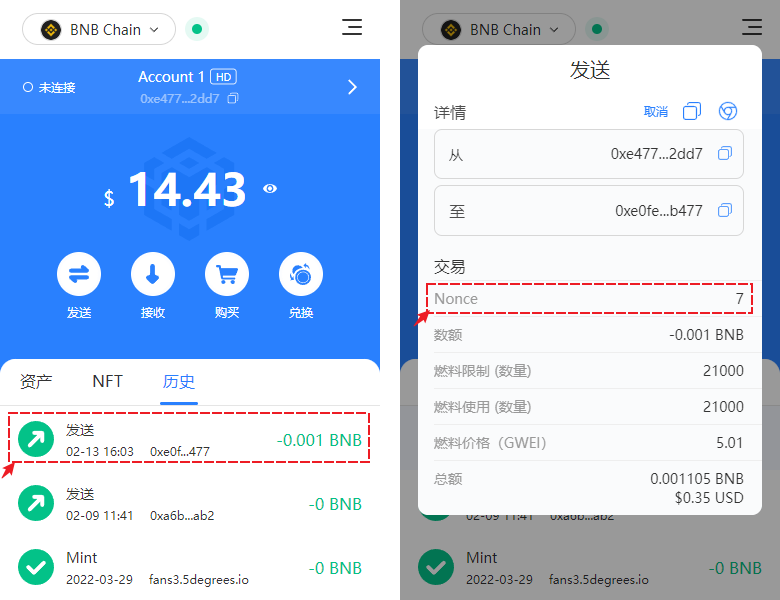 BNB Chain
未连接
Account 1 HD
0xe477...2dd7
$ 14.43
发送 接收 购买 兑换
资产 NFT 历史
发送
-0.001 BNB
02-13 16:03 0xe0f...477
发送
-0 BNB
02-09 11:41 0xa6b...ab2
Mint
-0 BNB
2022-03-29 fans3.5degrees.io
BNB Chain
发送
详情 取消
从 0xe477...2dd7
至 0xe0fe...b477
交易
Nonce 7
数额 -0.001 BNB
燃料限制 (数量) 21000
燃料使用 (数量) 21000
燃料价格（GWEI） 5.01
总额 0.001105 BNB
$0.35 USD
02-09 11:41 0xa6b...ab2
Mint
-0 BNB
2022-03-29 fans3.5degrees.io